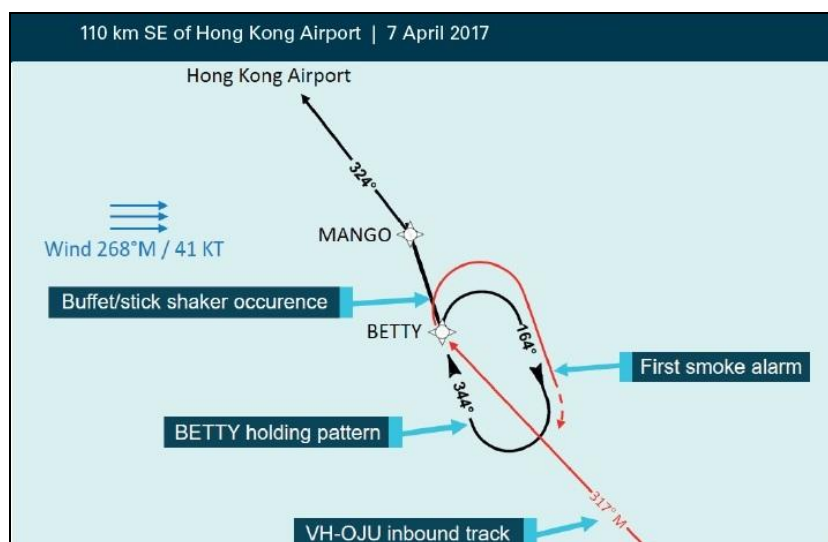 110 km SE of Hong Kong Airport | 7 April 2017
Hong Kong Airport
324°
Wind 268°M / 41 KT
MANGO
Buffet/stick shaker occurence
BETTY
164°
First smoke alarm
344°
BETTY holding pattern
317° M
VH-OJU inbound track